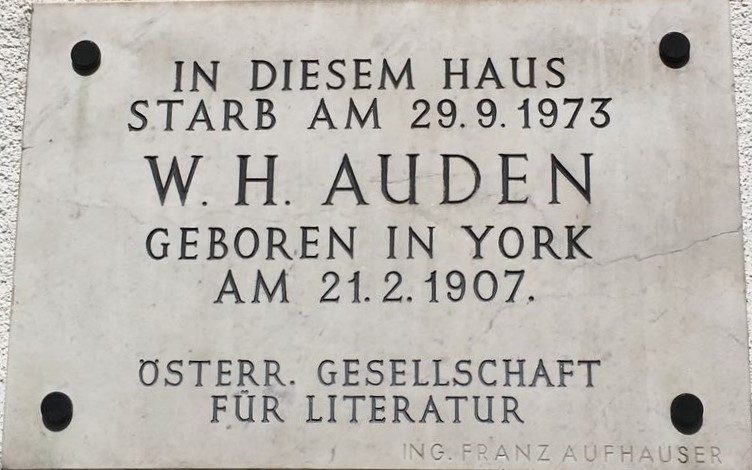 IN DIESEM HAUS
STARB AM 29.9.1973
W. H. AUDEN
GEBOREN IN YORK
AM 21.2.1907.
ÖSTERR. GESELLSCHAFT
FÜR LITERATUR
ING. FRANZ AUFHAUSER